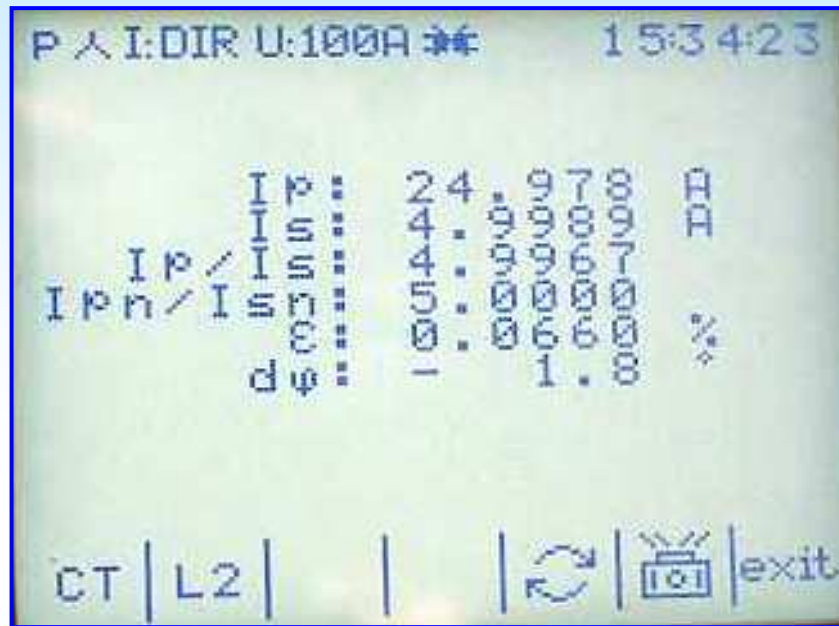 P I:DIR U:100A 15:34:23
Ip: 24.978 A
Is: 4.9989 A
Ip/Is: 4.9967
Ipn/Isn: 5.0000
ε: 0.0660 %
dφ: - 1.8 °
CT L2 exit